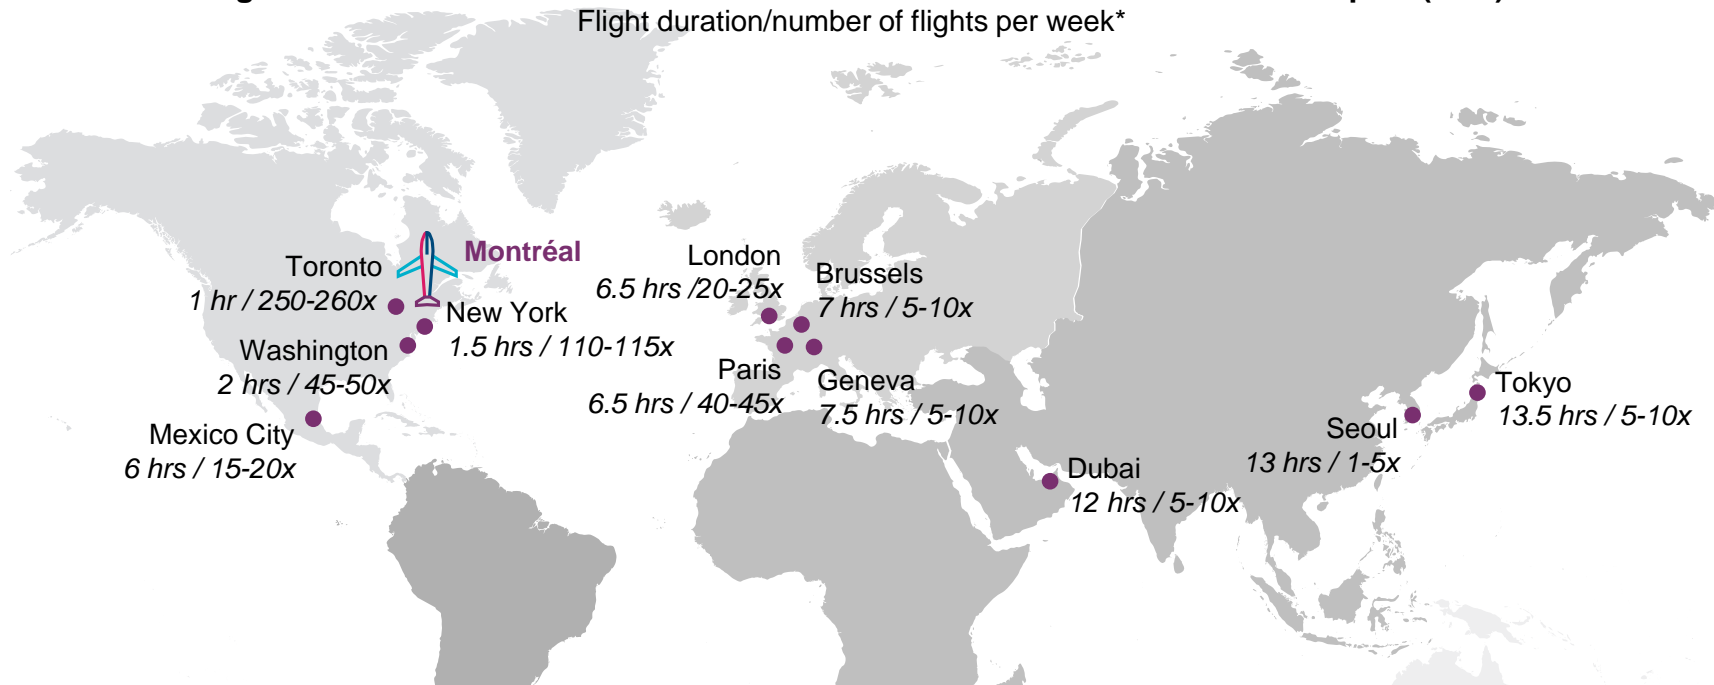 Flight duration/number of flights per week*
Montréal
Toronto
1 hr / 250-260x
New York
1.5 hrs / 110-115x
Washington
2 hrs / 45-50x
Mexico City
6 hrs / 15-20x
London
6.5 hrs /20-25x
Brussels
7 hrs / 5-10x
Paris
6.5 hrs / 40-45x
Geneva
7.5 hrs / 5-10x
Dubai
12 hrs / 5-10x
Seoul
13 hrs / 1-5x
Tokyo
13.5 hrs / 5-10x